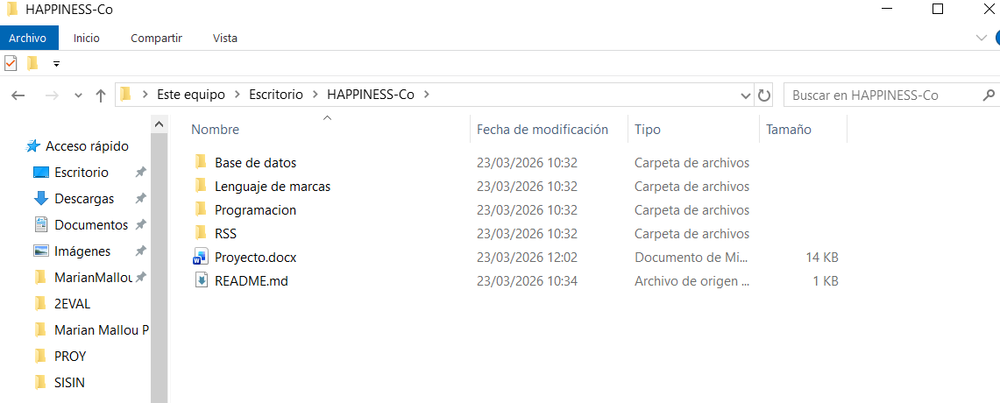 HAPPINESS-Co
Archivo Inicio Compartir Vista
Este equipo Escritorio HAPPINESS-Co
Buscar en HAPPINESS-Co
Nombre Fecha de modificación Tipo Tamaño
Acceso rápido
Escritorio
Descargas
Documentos
Imágenes
MarianMallou
2EVAL
Marian Mallou P
PROY
SISIN
Base de datos 23/03/2026 10:32 Carpeta de archivos
Lenguaje de marcas 23/03/2026 10:32 Carpeta de archivos
Programacion 23/03/2026 10:32 Carpeta de archivos
RSS 23/03/2026 10:32 Carpeta de archivos
Proyecto.docx 23/03/2026 12:02 Documento de Mi... 14 KB
README.md 23/03/2026 10:34 Archivo de origen ... 1 KB